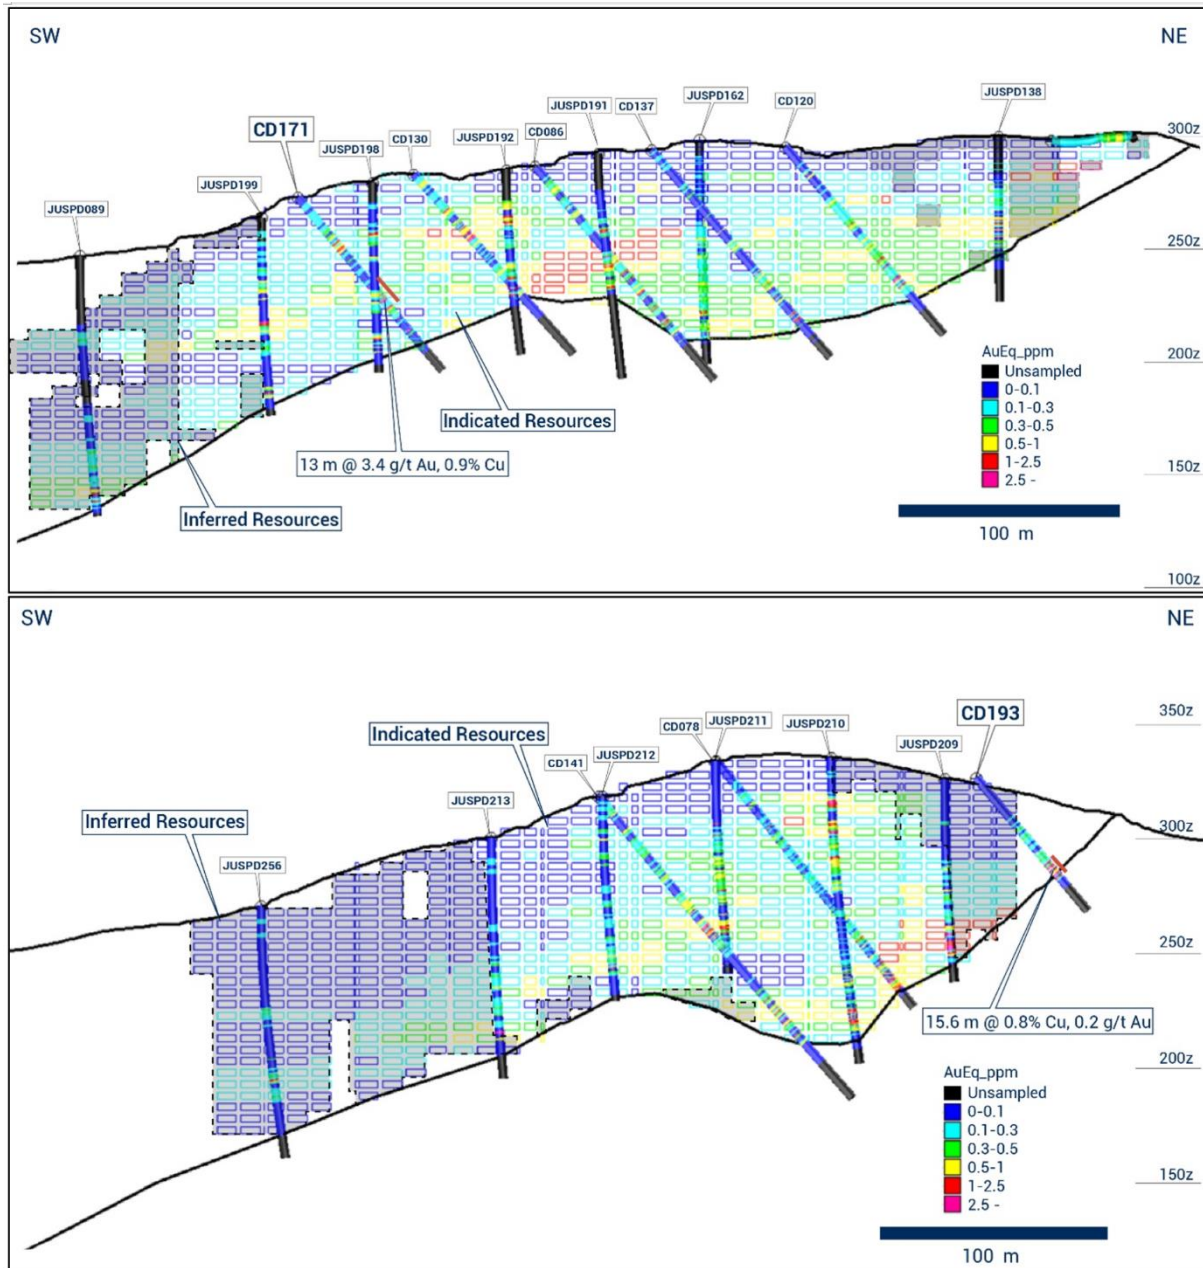 SW
NE
JUSPD138
JUSPD162
JUSPD191
CD137
CD120
300z
CD171
JUSPD192
CD086
CD130
JUSPD198
JUSPD199
JUSPD089
250z
AuEq_ppm
Unsampled
0-0.1
0.1-0.3
0.3-0.5
0.5-1
1-2.5
2.5 -
200z
Indicated Resources
13 m @ 3.4 g/t Au, 0.9% Cu
150z
Inferred Resources
100 m
100z
SW
NE
350z
CD193
CD078
JUSPD211
JUSPD210
Indicated Resources
JUSPD209
CD141
JUSPD212
JUSPD213
Inferred Resources
300z
JUSPD256
250z
15.6 m @ 0.8% Cu, 0.2 g/t Au
200z
AuEq_ppm
Unsampled
0-0.1
0.1-0.3
0.3-0.5
0.5-1
1-2.5
2.5 -
150z
100 m